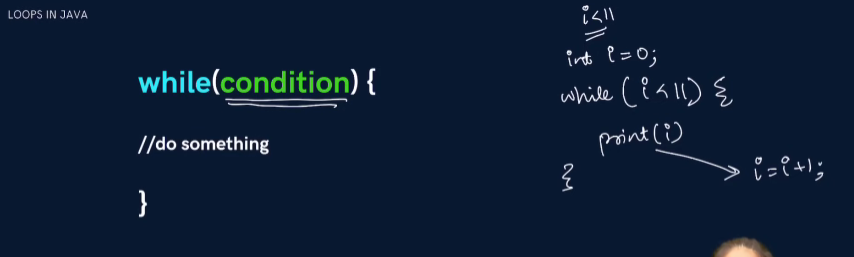 LOOPS IN JAVA
while(condition) {
//do something
}
i<11
int i=0;
while (i<11) {
print(i)
i=i+1;
}